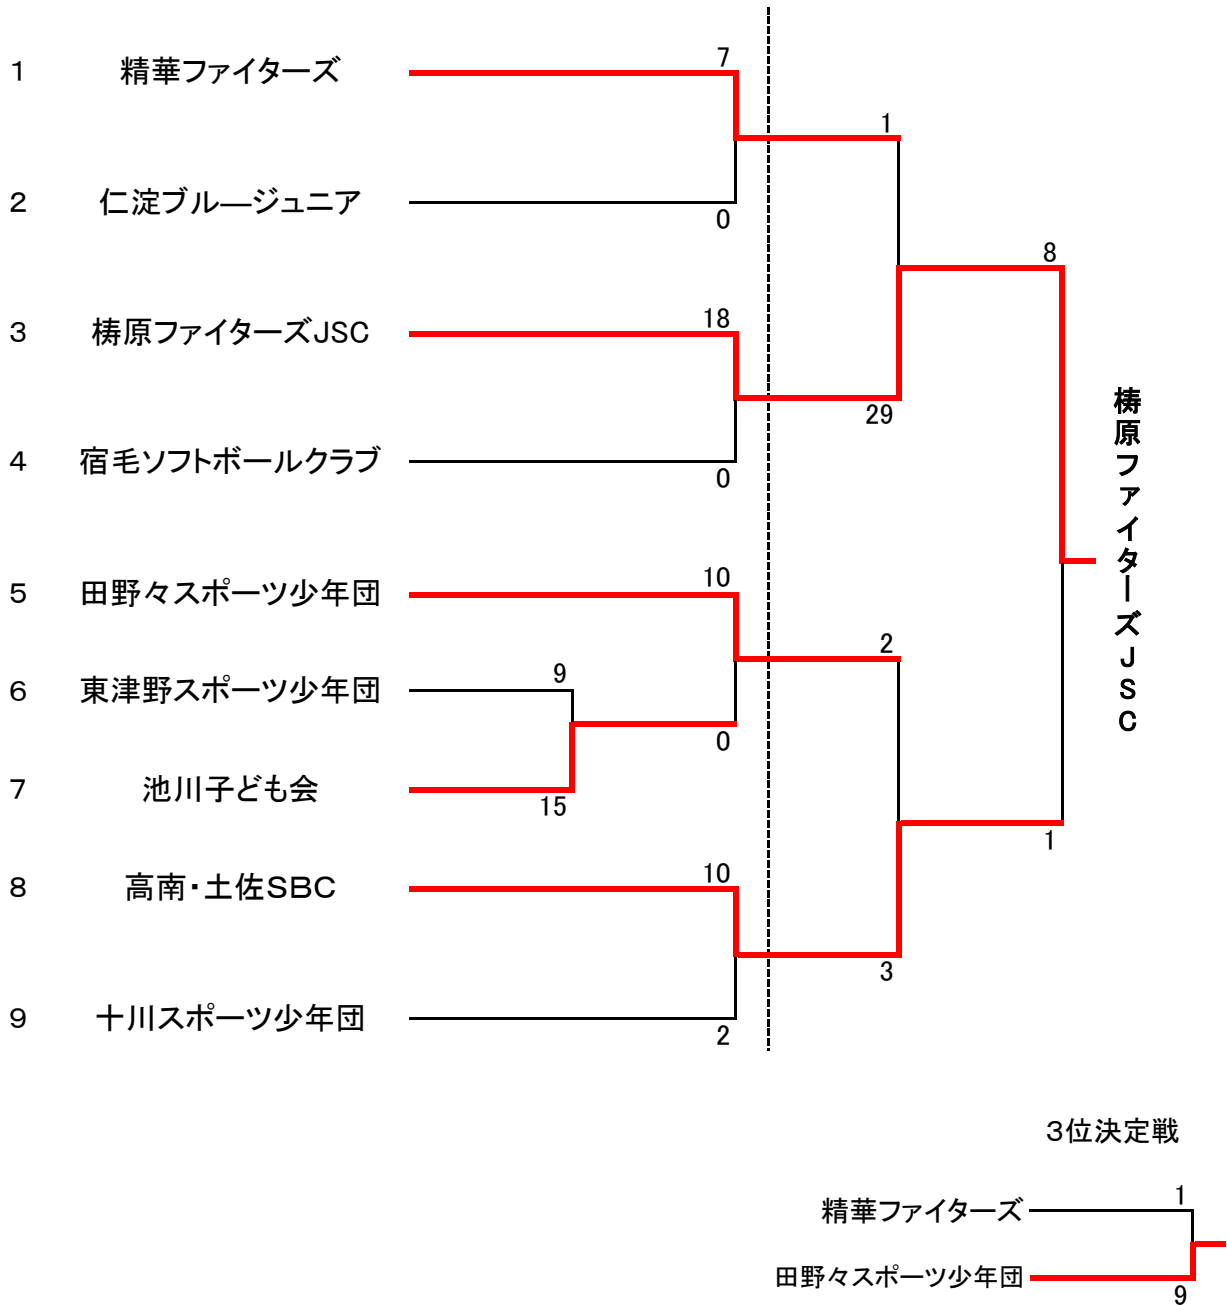 7
1 精華ファイターズ
1
2 仁淀ブル―ジュニア
0
8
3 梼原ファイターズJSC
18
29
4 宿毛ソフトボールクラブ
0
梼原ファイターズJSC
5 田野々スポーツ少年団
10
2
6 東津野スポーツ少年団
9
0
7 池川子ども会
15
1
8 高南・土佐SBC
10
3
9 十川スポーツ少年団
2
3位決定戦
精華ファイターズ
1
田野々スポーツ少年団
9